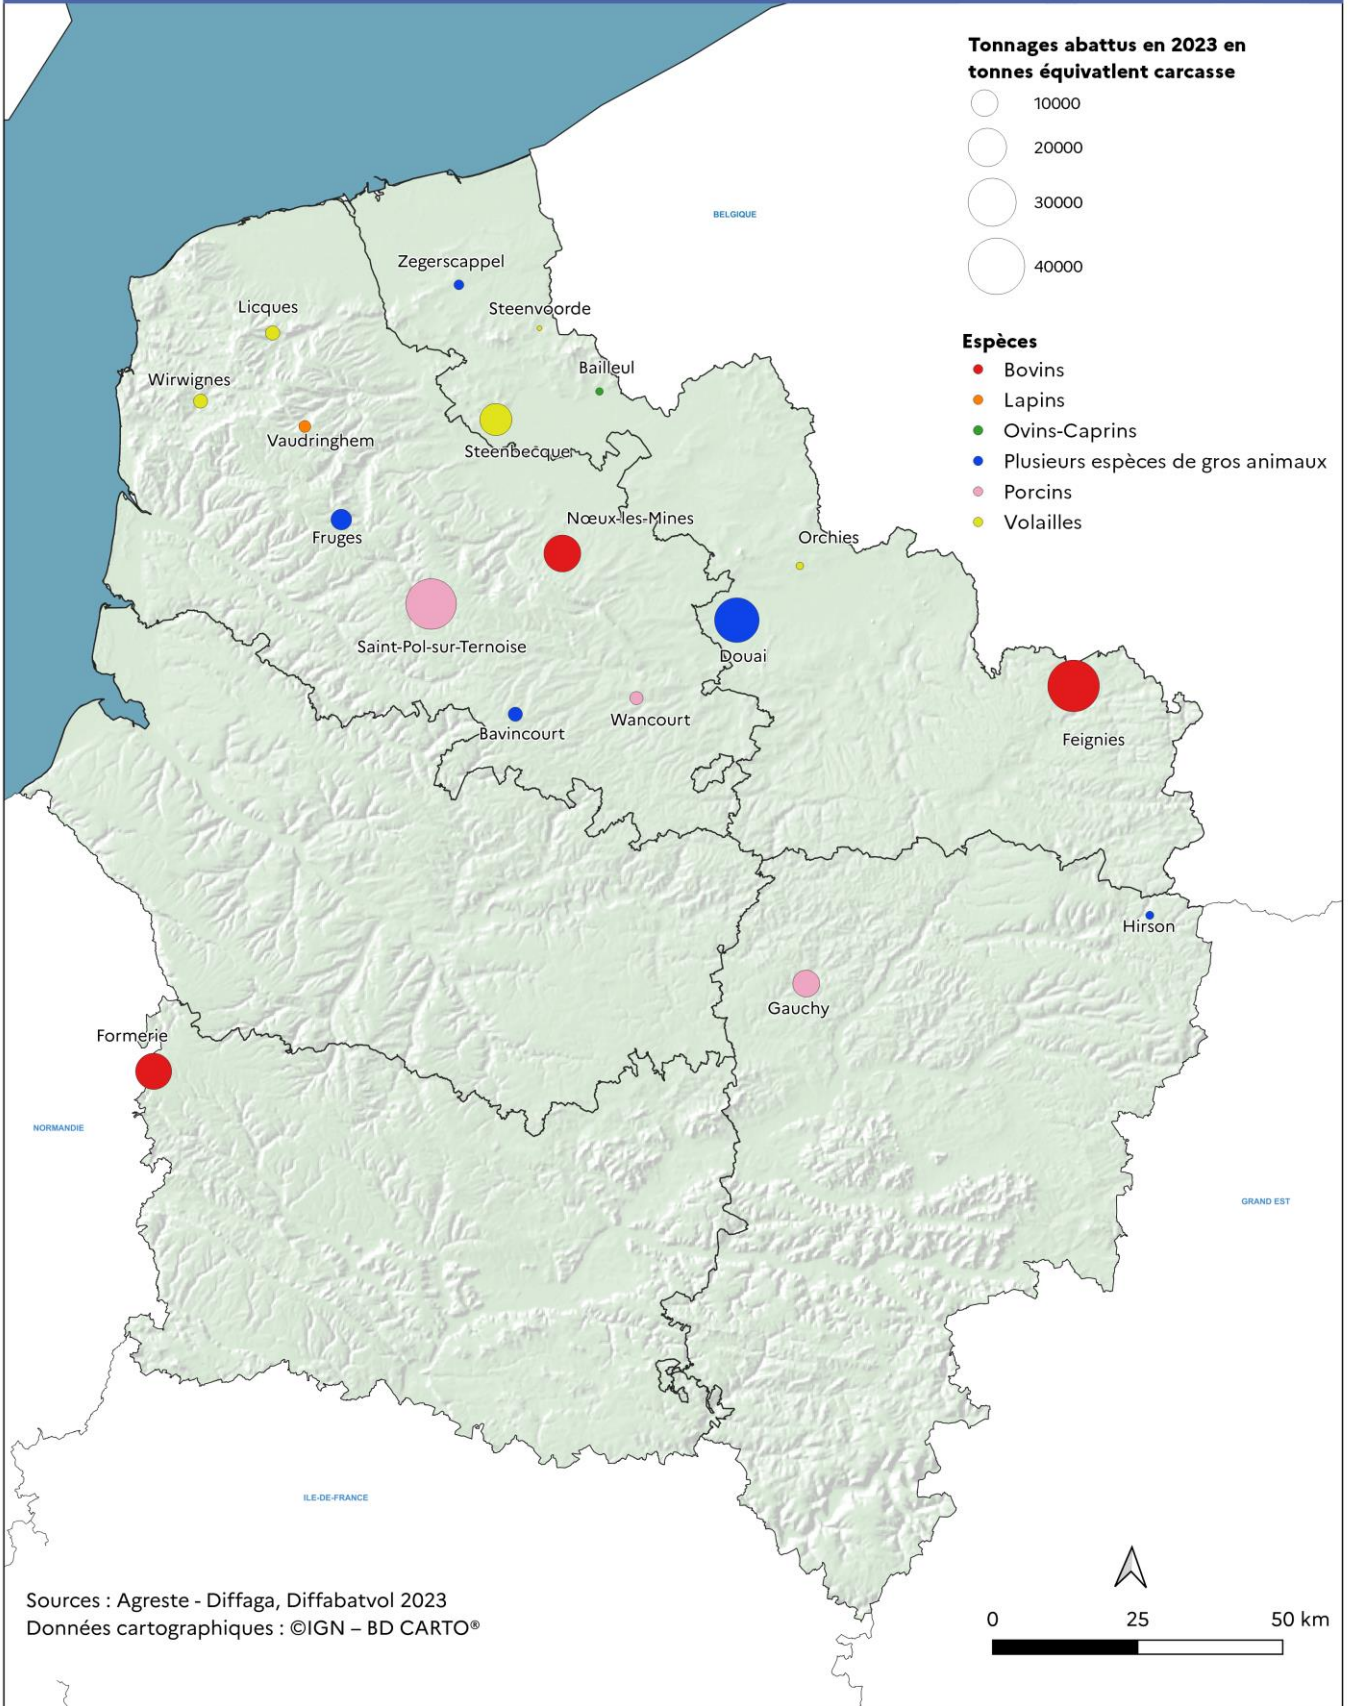 Tonnages abattus en 2023 en
tonnes équivatlent carcasse
10000
20000
30000
40000
BELGIQUE
Zegerscappel
Steenvoorde
Licques
Espèces
Bovins
Lapins
Ovins-Caprins
Plusieurs espèces de gros animaux
Porcins
Volailles
Bailleul
Wirwignes
Vaudringhem
Steenbecque
Nœux-les-Mines
Fruges
Orchies
Saint-Pol-sur-Ternoise
Douai
Wancourt
Bavincourt
Feignies
Hirson
Gauchy
Formerie
NORMANDIE
GRAND EST
ILE-DE-FRANCE
Sources : Agreste - Diffaga, Diffabatvol 2023
Données cartographiques : ©IGN – BD CARTO®
0 25 50 km